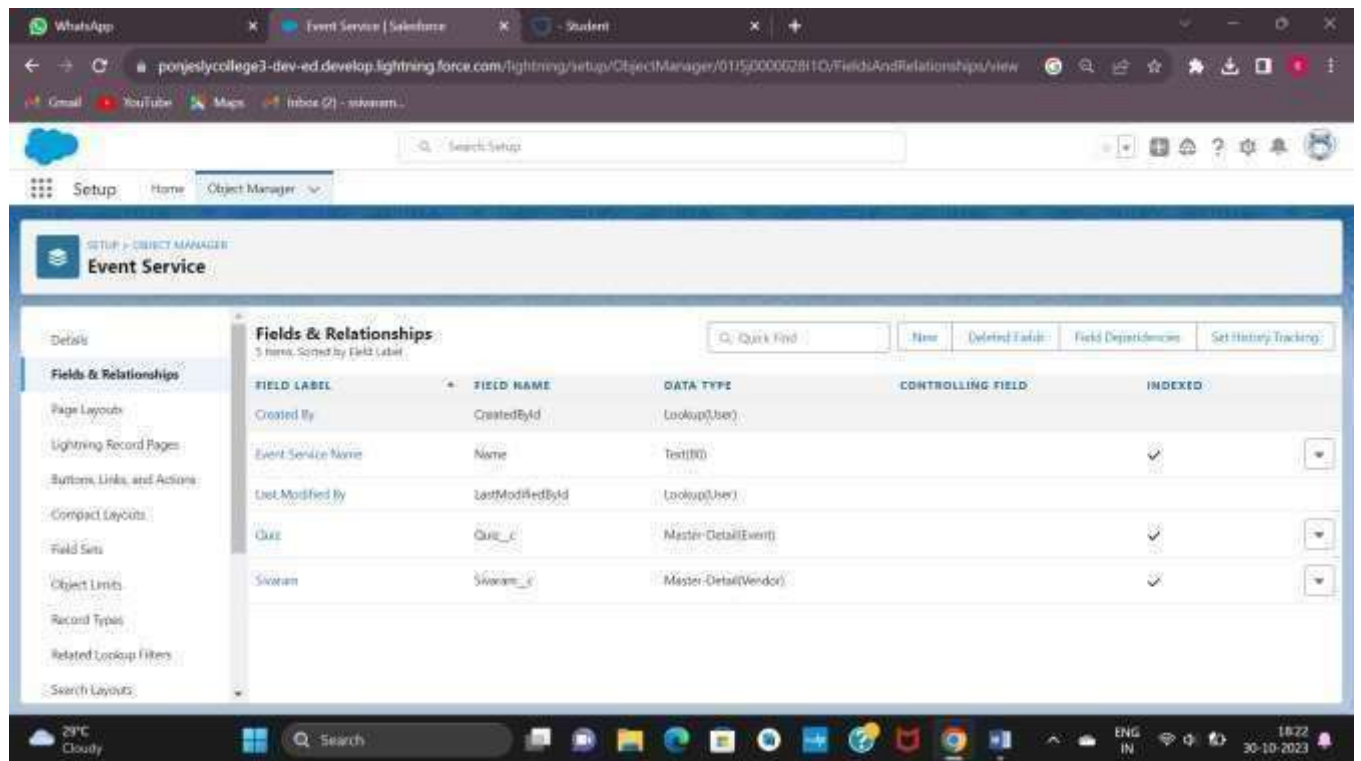 WhatsApp
Event Service | Salesforce
- Student
ponjeslycollege3-dev-ed.develop.lightning.force.com/lightning/setup/ObjectManager/
/FieldsAndRelationships/view
Gmail
YouTube
Maps
Inbox (2) -
Search Setup
Setup
Home
Object Manager
SETUP > OBJECT MANAGER
Event Service
Details
Fields & Relationships
Page Layouts
Lightning Record Pages
Buttons, Links, and Actions
Compact Layouts
Field Sets
Object Limits
Record Types
Related Lookup Filters
Search Layouts
Fields & Relationships
5 Items, Sorted by Field Label
Quick Find
New
Deleted Fields
Field Dependencies
Set History Tracking
FIELD LABEL FIELD NAME DATA TYPE CONTROLLING FIELD INDEXED
Created By CreatedById Lookup(User)
Event Service Name Name Text(80)
Last Modified By LastModifiedById Lookup(User)
Quiz Quiz__c Master-Detail(Event)
Sivaram Sivaram__c Master-Detail(Vendor)
29°C
Cloudy
Search
ENG
IN
18:22
30-10-2023